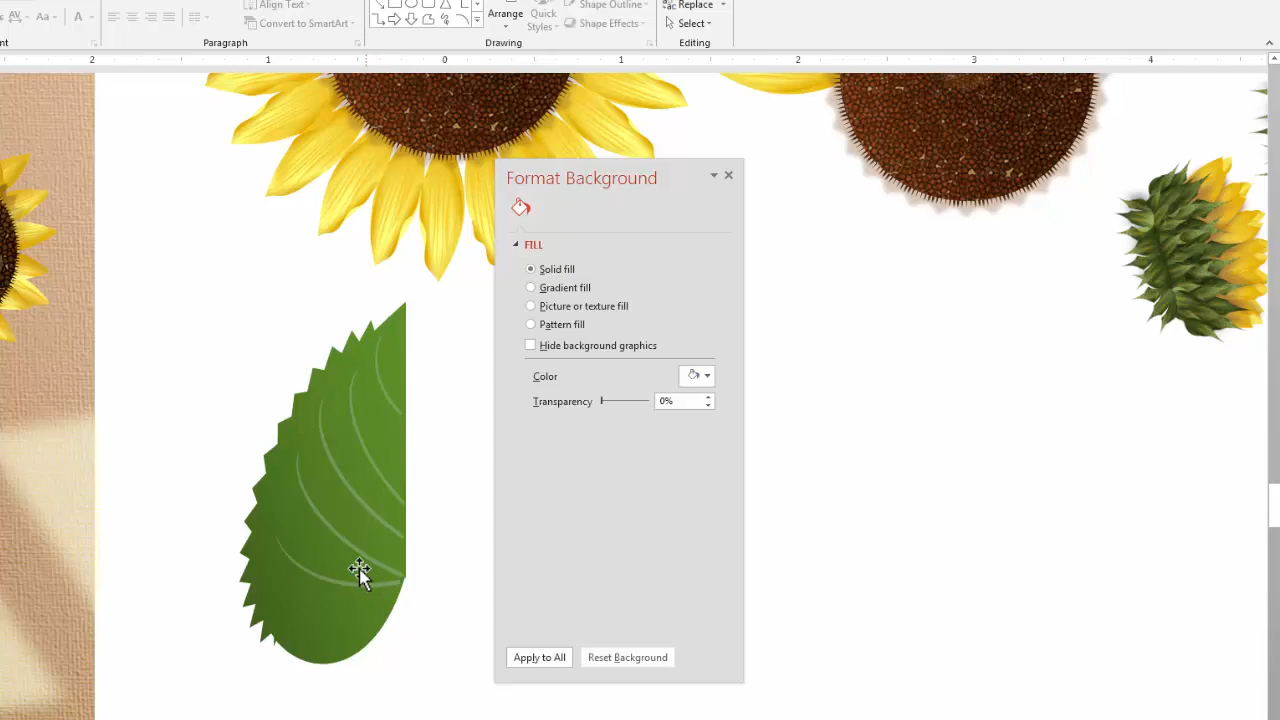 Aa
A
Align Text
Convert to SmartArt
Arrange
Quick
Styles
Shape Outline
Shape Effects
Replace
Select
Paragraph
Drawing
Editing
2 1 0 1 2 3 4
Format Background
FILL
Solid fill
Gradient fill
Picture or texture fill
Pattern fill
Hide background graphics
Color
Transparency 0%
Apply to All Reset Background